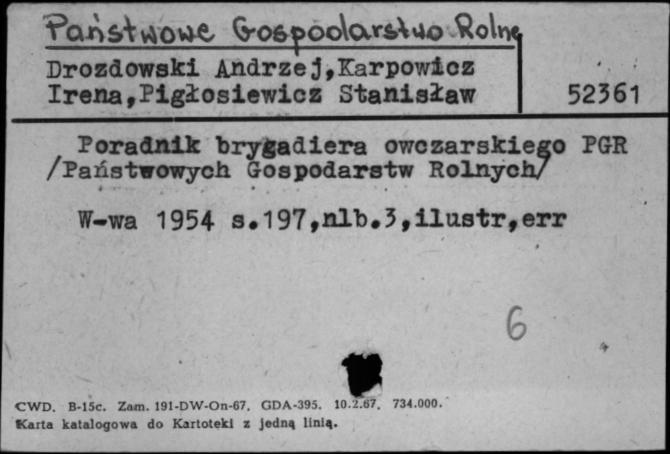 Państwowe Gospodarstwo Rolne
Drozdowski Andrzej,Karpowicz
Irena,Pigłosiewicz Stanisław 52361
Poradnik brygadiera owczarskiego PGR
/Państwowych Gospodarstw Rolnych/
W-wa 1954 s.197,nlb.3,ilustr,err
6
CWD. B-15c. Zam. 191-DW-On-67. GDA-395. 10.2.67. 734.000.
Karta katalogowa do Kartoteki z jedną linią.